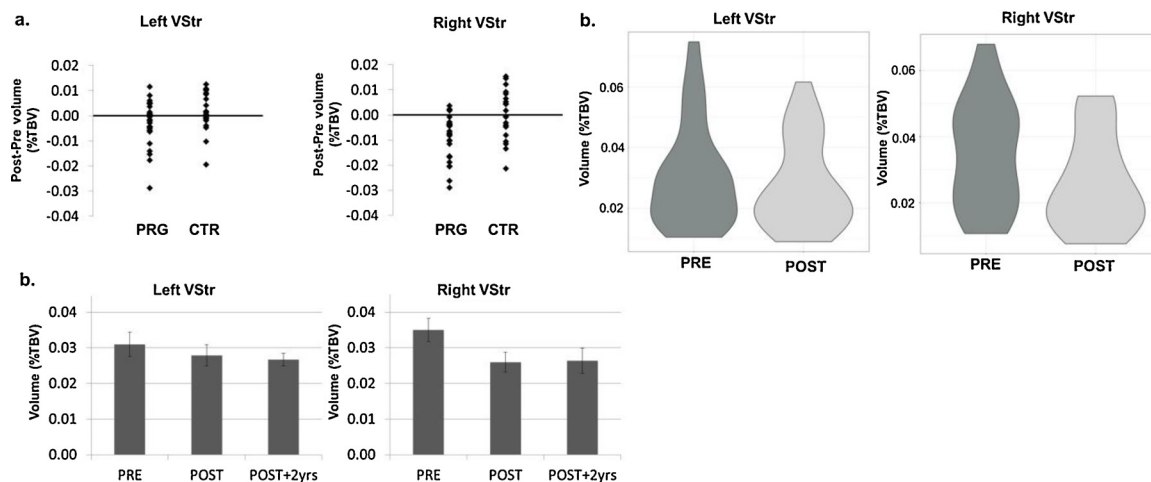 a.
Left VStr
Post-Pre volume
(%TBV)
0.02
0.01
0.00
-0.01
-0.02
-0.03
-0.04
PRG CTR
Right VStr
Post-Pre volume
(%TBV)
0.02
0.01
0.00
-0.01
-0.02
-0.03
-0.04
PRG CTR
b.
Left VStr
Volume (%TBV)
0.06
0.04
0.02
PRE POST
Right VStr
Volume (%TBV)
0.06
0.04
0.02
PRE POST
b.
Left VStr
Volume (%TBV)
0.04
0.03
0.02
0.01
0.00
PRE POST POST+2yrs
Right VStr
Volume (%TBV)
0.04
0.03
0.02
0.01
0.00
PRE POST POST+2yrs